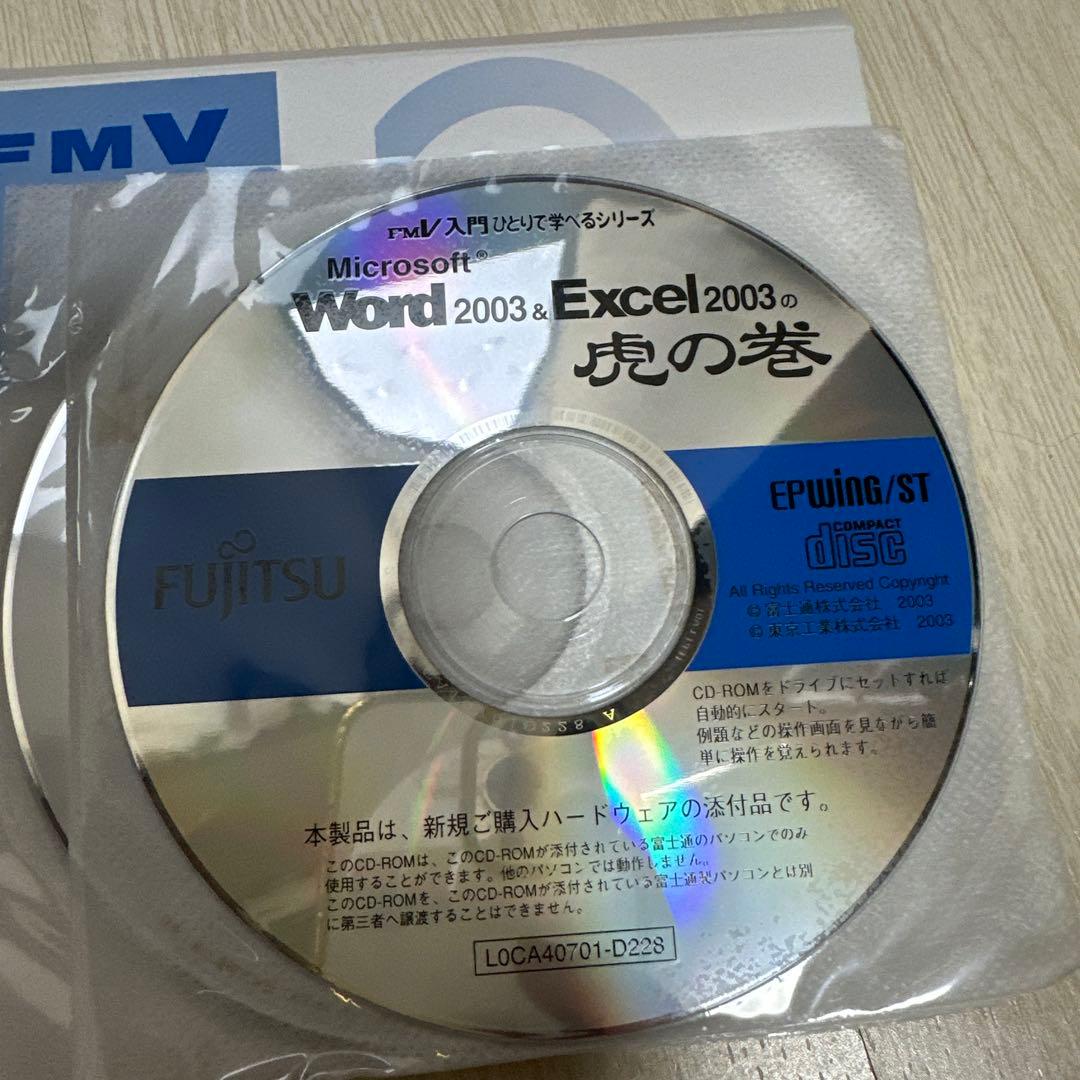 FMV
FMV入門ひとりで学べるシリーズ
Microsoft®
Word 2003 & Excel 2003の
虎の巻
FUJITSU
EPWING/ST
COMPACT
disc
All Rights Reserved Copyright
©富士通株式会社 2003
©東京工業株式会社 2003
CD-ROMをドライブにセットすれば
自動的にスタート。
例題などの操作画面を見ながら簡
単に操作を覚えられます。
本製品は、新規ご購入ハードウェアの添付品です。
このCD-ROMは、このCD-ROMが添付されている富士通のパソコンでのみ
使用することができます。他のパソコンでは動作しません。
このCD-ROMを、このCD-ROMが添付されている富士通製パソコンとは別
に第三者へ譲渡することはできません。
L0CA40701-D228